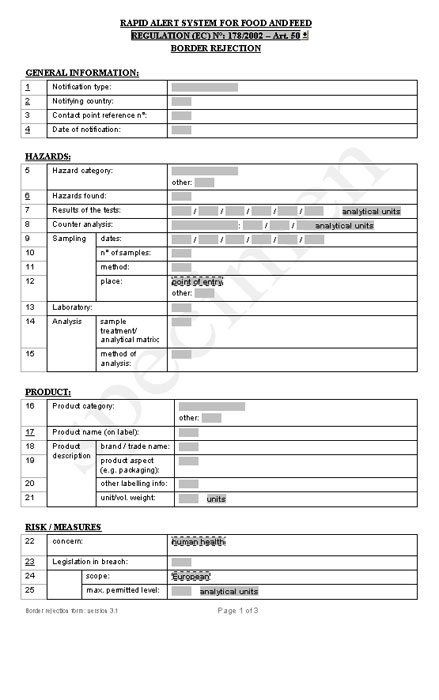 RAPID ALERT SYSTEM FOR FOOD AND FEED
REGULATION (EC) N°: 178/2002 – Art. 50 *
BORDER REJECTION
GENERAL INFORMATION:
1 Notification type:
2 Notifying country:
3 Contact point reference n°:
4 Date of notification:
HAZARDS:
5 Hazard category:
other:
6 Hazards found:
7 Results of the tests: / / / / / analytical units
8 Counter analysis: : / / analytical units
9 Sampling dates: / / / / /
10 n° of samples:
11 method:
12 place: point of entry
other:
13 Laboratory:
14 Analysis sample
treatment/
analytical matrix:
15 method of
analysis:
PRODUCT:
16 Product category:
other:
17 Product name (on label):
18 Product brand / trade name:
description
19 product aspect
(e.g. packaging):
20 other labelling info:
21 unit/vol. weight: units
RISK / MEASURES
22 concern: human health
23 Legislation in breach:
24 scope: 'European'
25 max. permitted level: analytical units
Border rejection form: version 3.1 Page 1 of 3
specimen